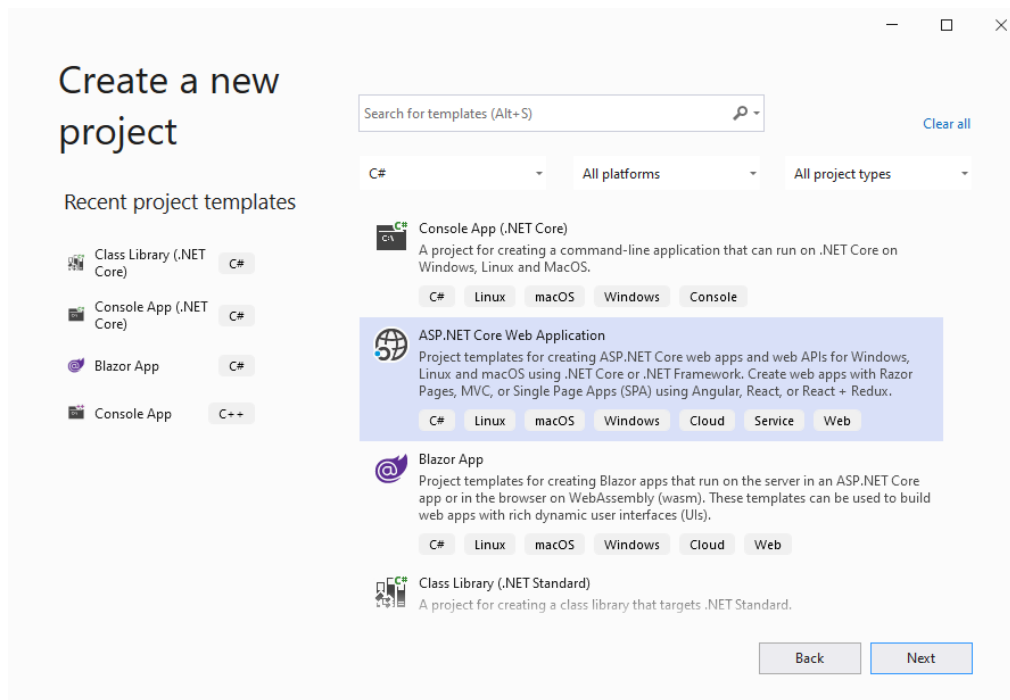 Create a new
project
Recent project templates
Class Library (.NET
Core)
C#
Console App (.NET
Core)
C#
Blazor App
C#
Console App
C++
Search for templates (Alt+S)
Clear all
C#
All platforms
All project types
C#
C:\
Console App (.NET Core)
A project for creating a command-line application that can run on .NET Core on
Windows, Linux and MacOS.
C# Linux macOS Windows Console
ASP.NET Core Web Application
Project templates for creating ASP.NET Core web apps and web APIs for Windows,
Linux and macOS using .NET Core or .NET Framework. Create web apps with Razor
Pages, MVC, or Single Page Apps (SPA) using Angular, React, or React + Redux.
C# Linux macOS Windows Cloud Service Web
@
Blazor App
Project templates for creating Blazor apps that run on the server in an ASP.NET Core
app or in the browser on WebAssembly (wasm). These templates can be used to build
web apps with rich dynamic user interfaces (UIs).
C# Linux macOS Windows Cloud Web
C#
Class Library (.NET Standard)
A project for creating a class library that targets .NET Standard.
Back
Next